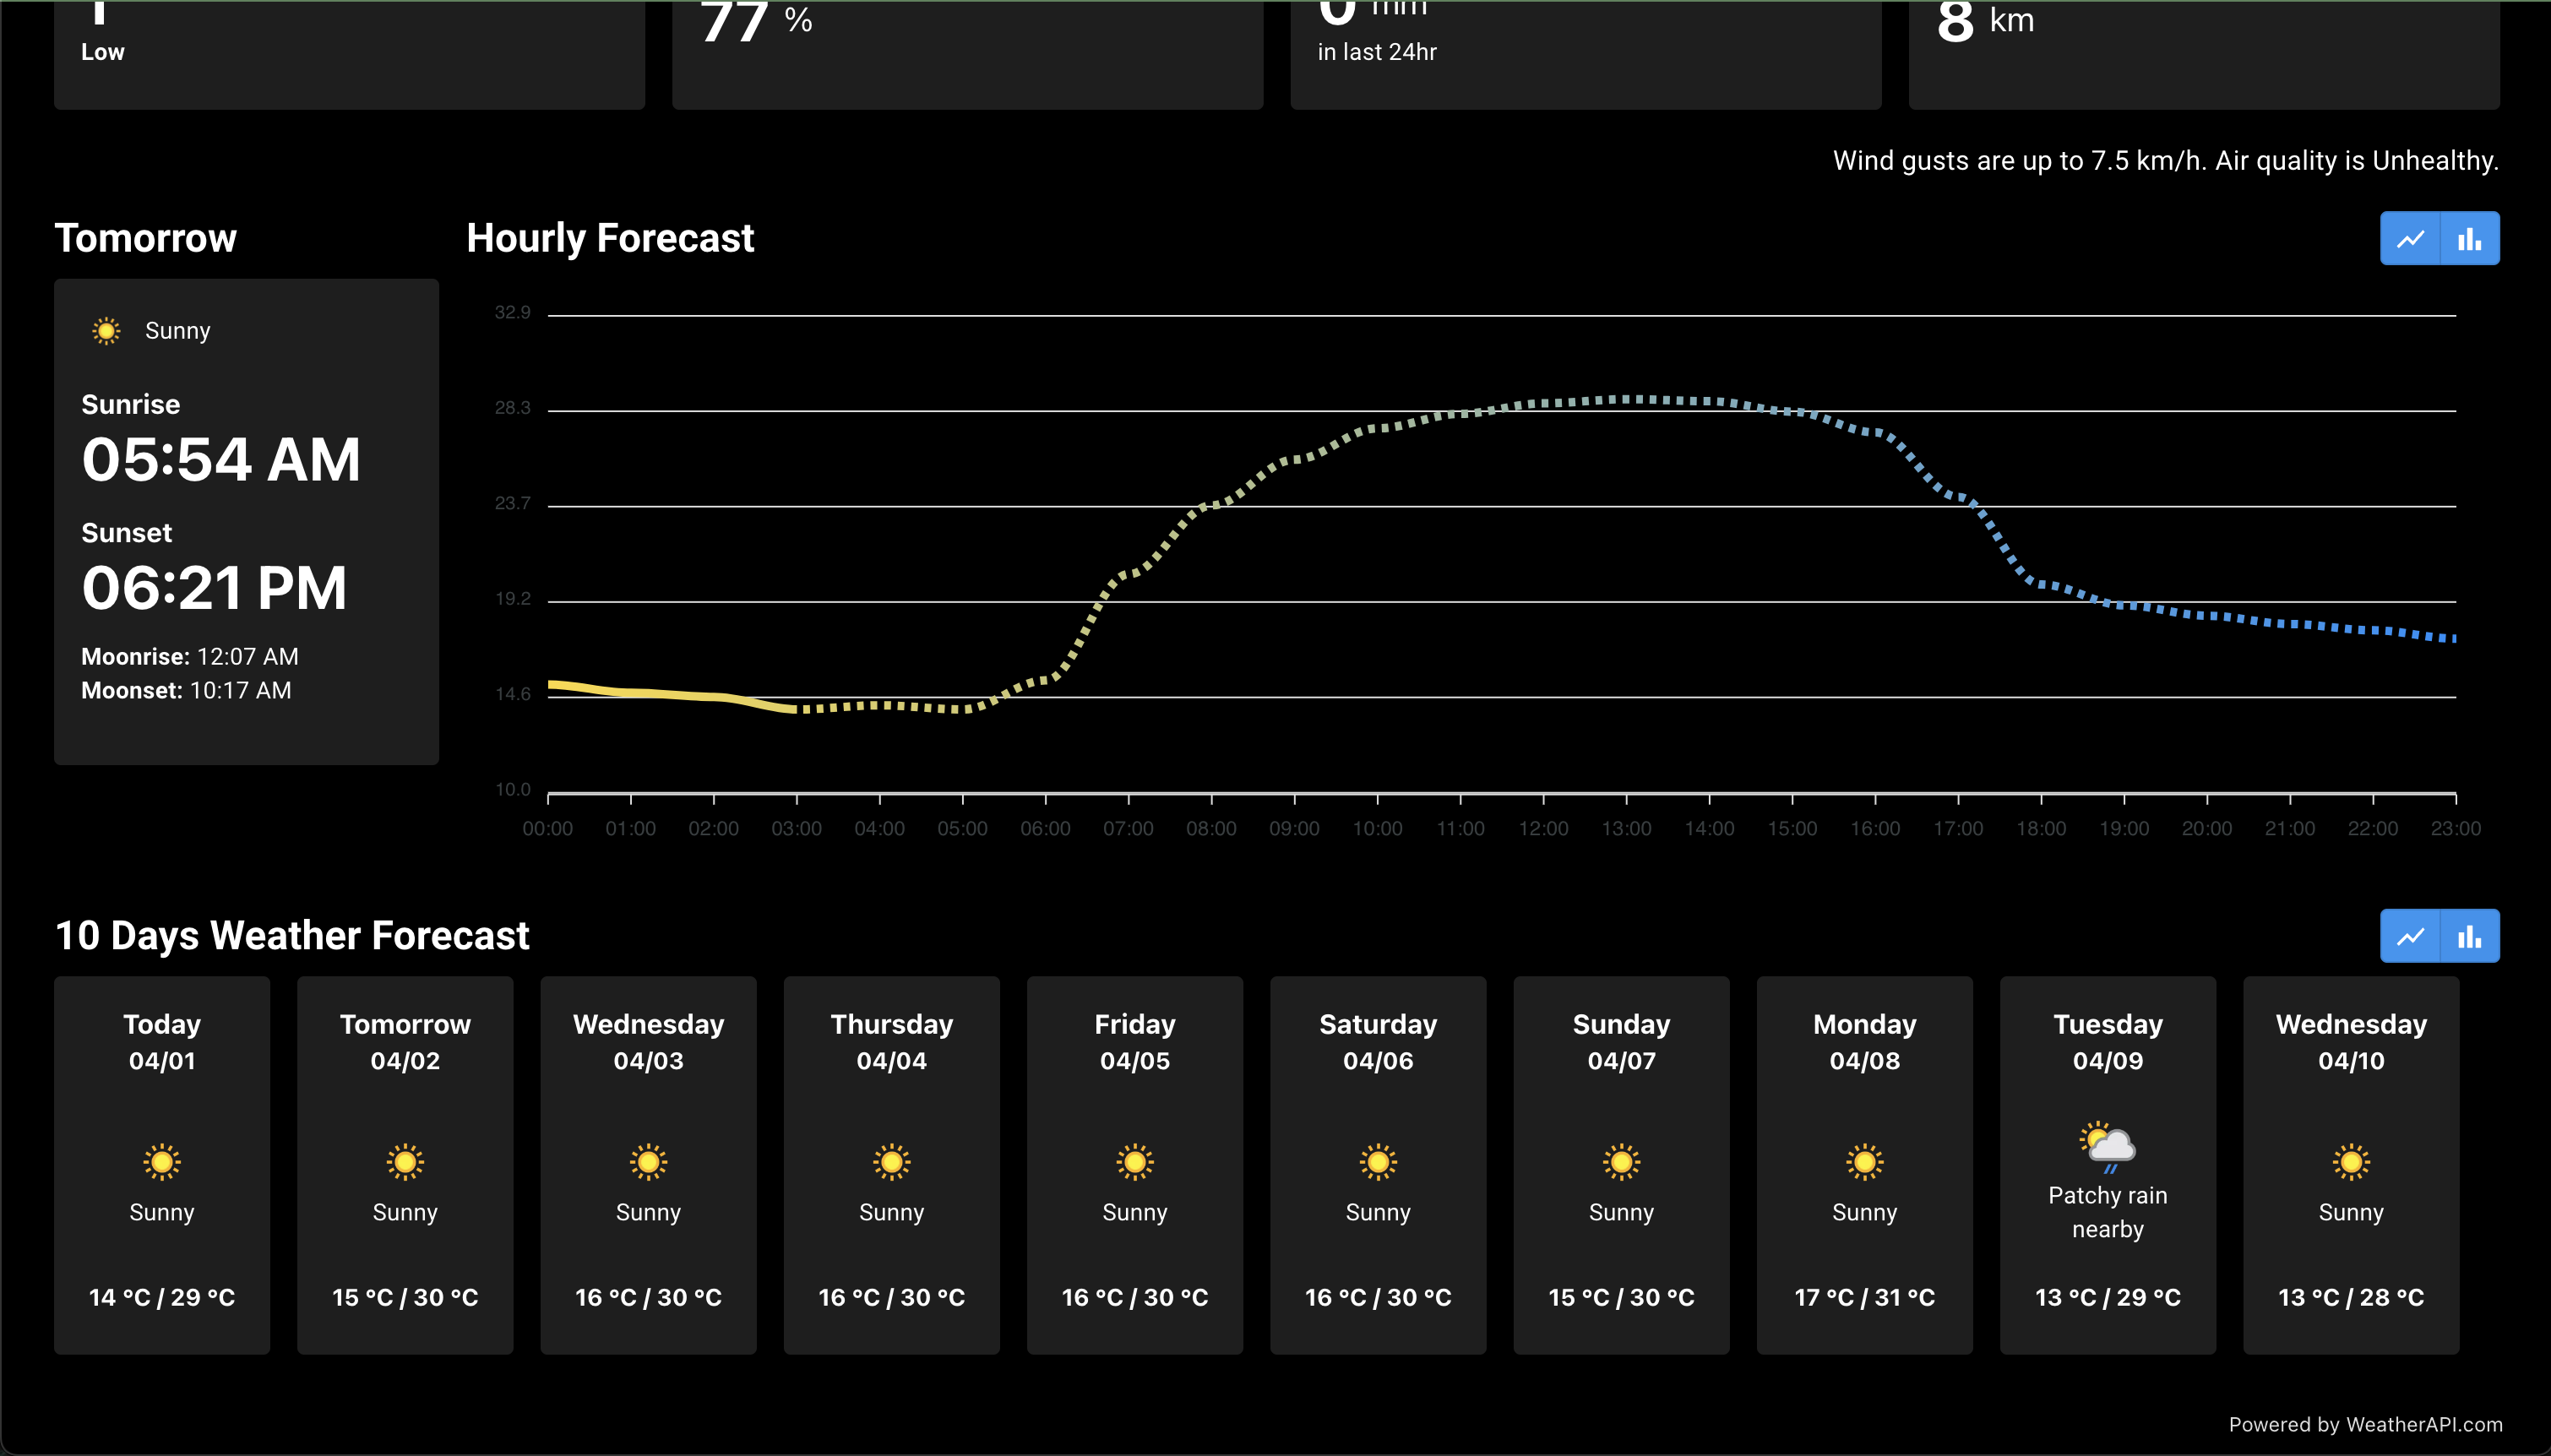 Low
77 %
0 mm
in last 24hr
8 km
Wind gusts are up to 7.5 km/h. Air quality is Unhealthy.
Tomorrow
Sunny
Sunrise
05:54 AM
Sunset
06:21 PM
Moonrise: 12:07 AM
Moonset: 10:17 AM
Hourly Forecast
32.9
28.3
23.7
19.2
14.6
10.0
00:00 01:00 02:00 03:00 04:00 05:00 06:00 07:00 08:00 09:00 10:00 11:00 12:00 13:00 14:00 15:00 16:00 17:00 18:00 19:00 20:00 21:00 22:00 23:00
10 Days Weather Forecast
Today
04/01
Sunny
14 °C / 29 °C
Tomorrow
04/02
Sunny
15 °C / 30 °C
Wednesday
04/03
Sunny
16 °C / 30 °C
Thursday
04/04
Sunny
16 °C / 30 °C
Friday
04/05
Sunny
16 °C / 30 °C
Saturday
04/06
Sunny
16 °C / 30 °C
Sunday
04/07
Sunny
15 °C / 30 °C
Monday
04/08
Sunny
17 °C / 31 °C
Tuesday
04/09
Patchy rain
nearby
13 °C / 29 °C
Wednesday
04/10
Sunny
13 °C / 28 °C
Powered by WeatherAPI.com